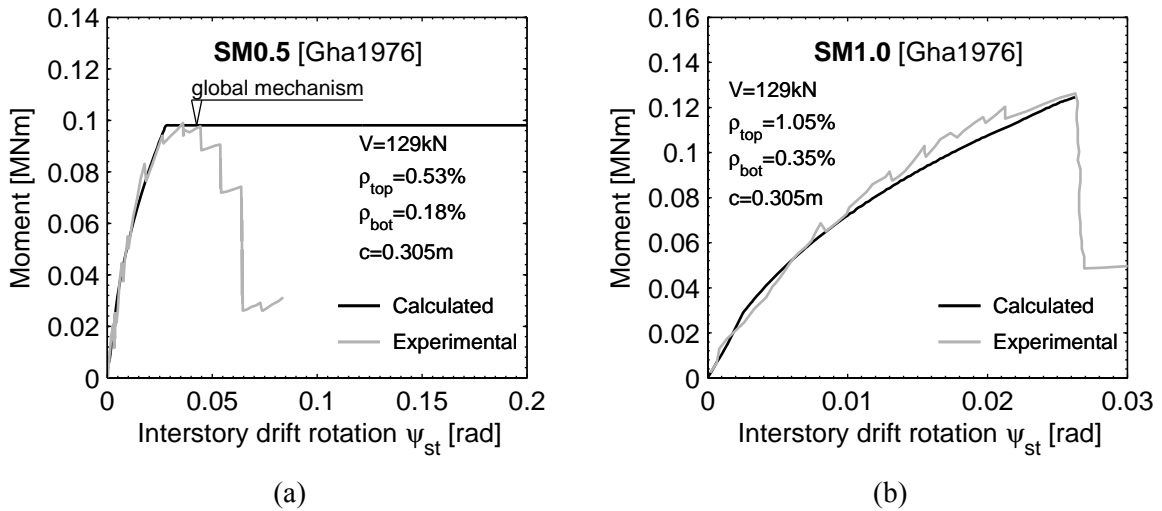 SM0.5 [Gha1976]
global mechanism
V=129kN
ρtop=0.53%
ρbot=0.18%
c=0.305m
Calculated
Experimental
Moment [MNm]
0.14
0.12
0.1
0.08
0.06
0.04
0.02
0
0 0.05 0.1 0.15 0.2
Interstory drift rotation ψst [rad]
(a)
SM1.0 [Gha1976]
V=129kN
ρtop=1.05%
ρbot=0.35%
c=0.305m
Calculated
Experimental
Moment [MNm]
0.16
0.14
0.12
0.1
0.08
0.06
0.04
0.02
0
0 0.01 0.02 0.03
Interstory drift rotation ψst [rad]
(b)